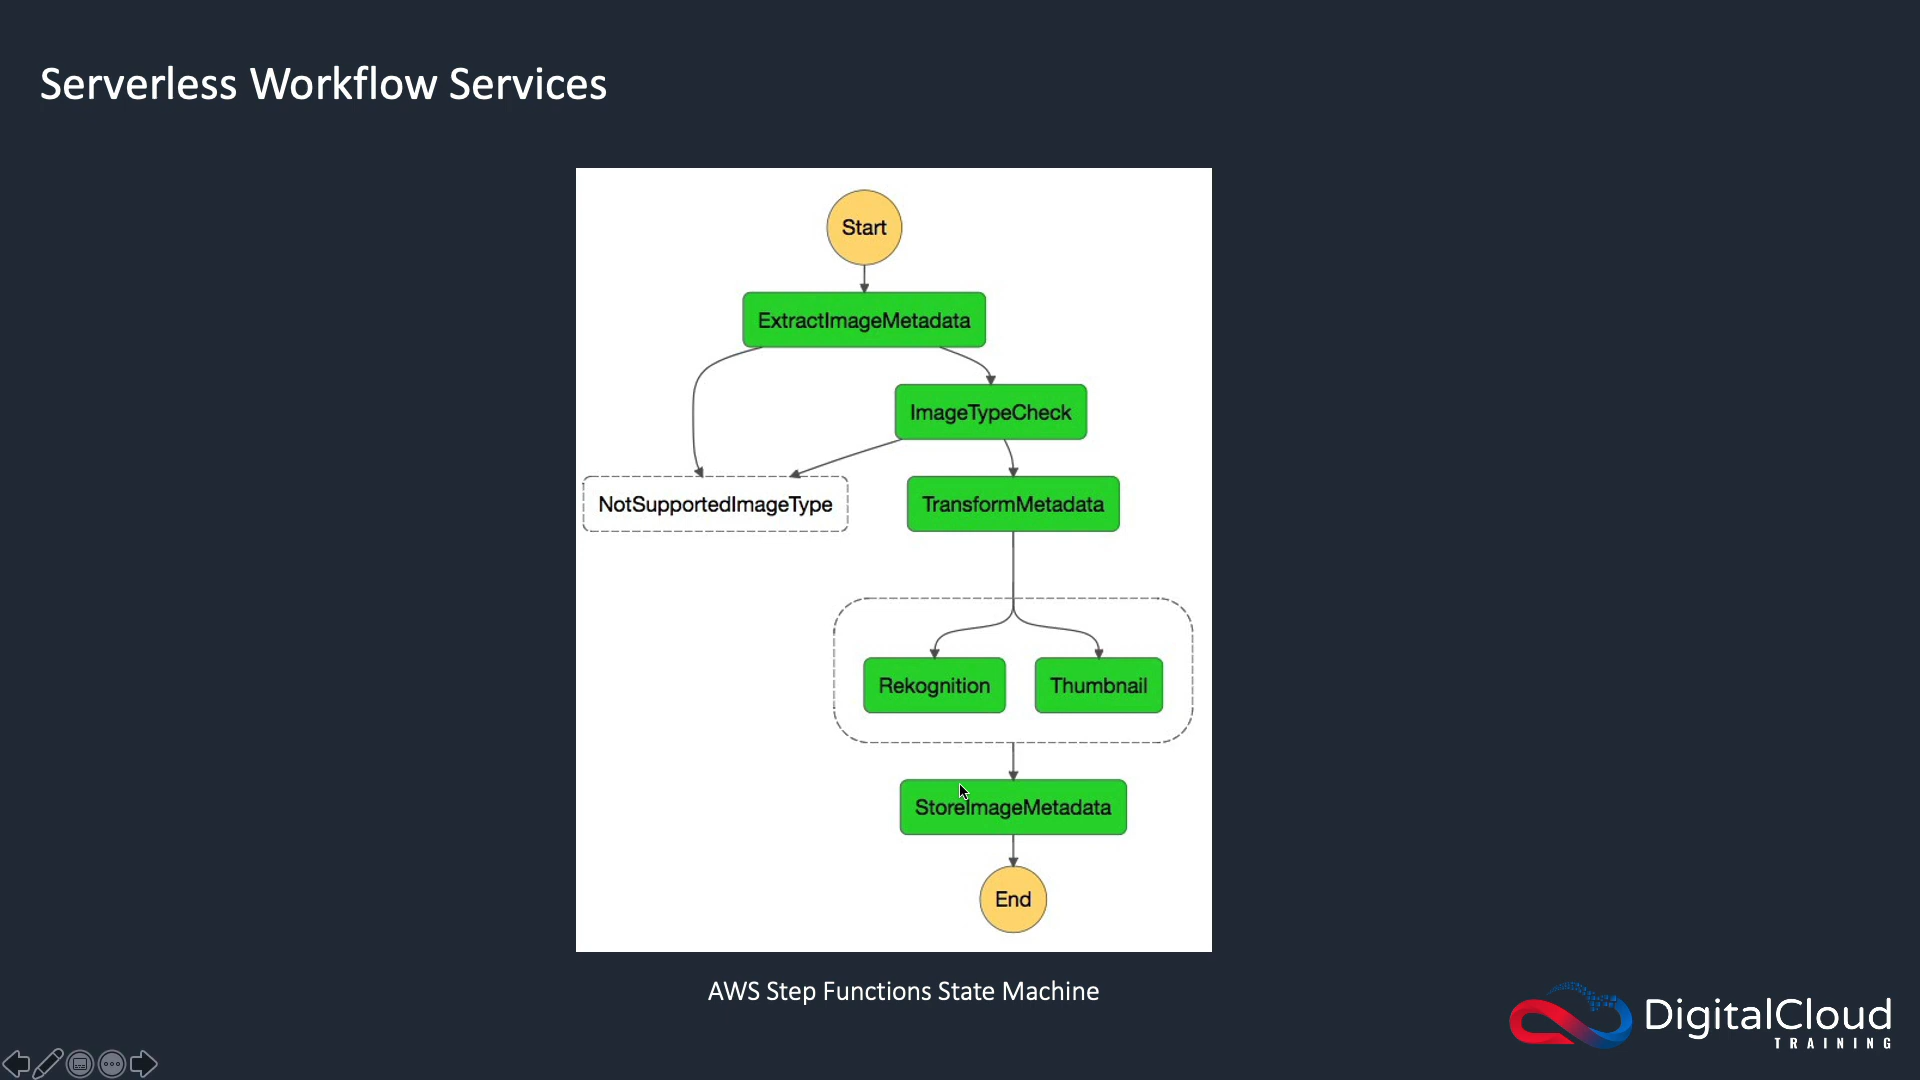 Serverless Workflow Services
Start
ExtractImageMetadata
ImageTypeCheck
NotSupportedImageType
TransformMetadata
Rekognition
Thumbnail
StoreImageMetadata
End
AWS Step Functions State Machine
DigitalCloud
TRAINING